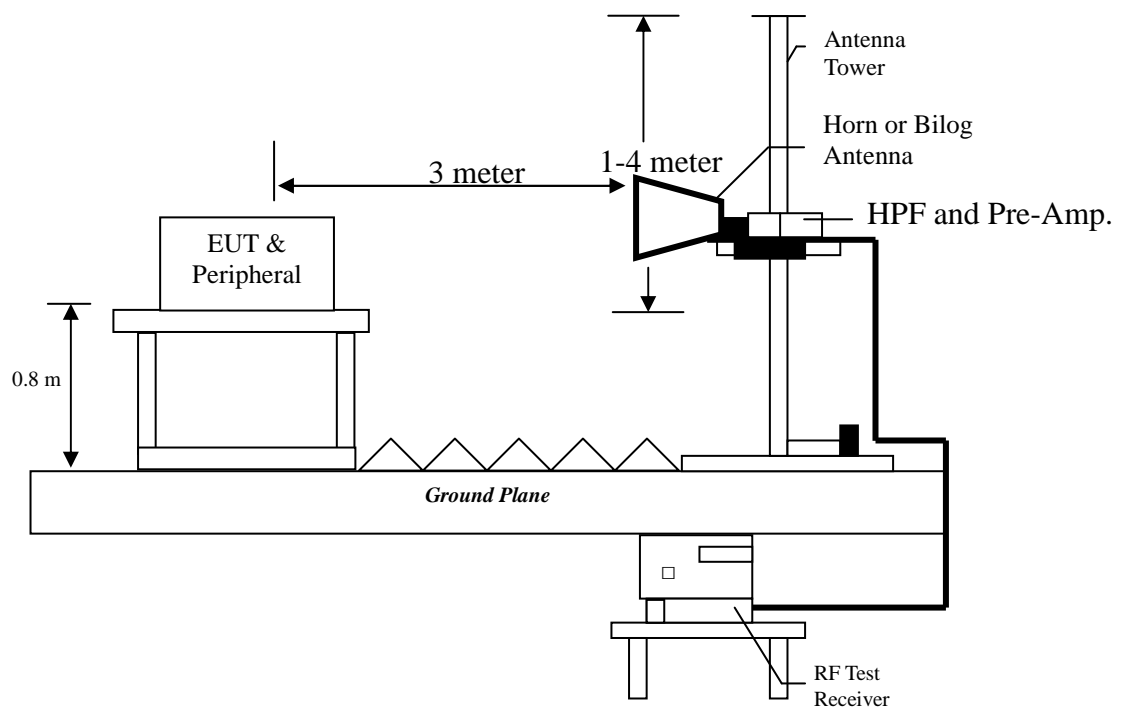 Antenna
Tower
Horn or Bilog
Antenna
1-4 meter
3 meter
HPF and Pre-Amp.
EUT &
Peripheral
0.8 m
Ground Plane
RF Test
Receiver